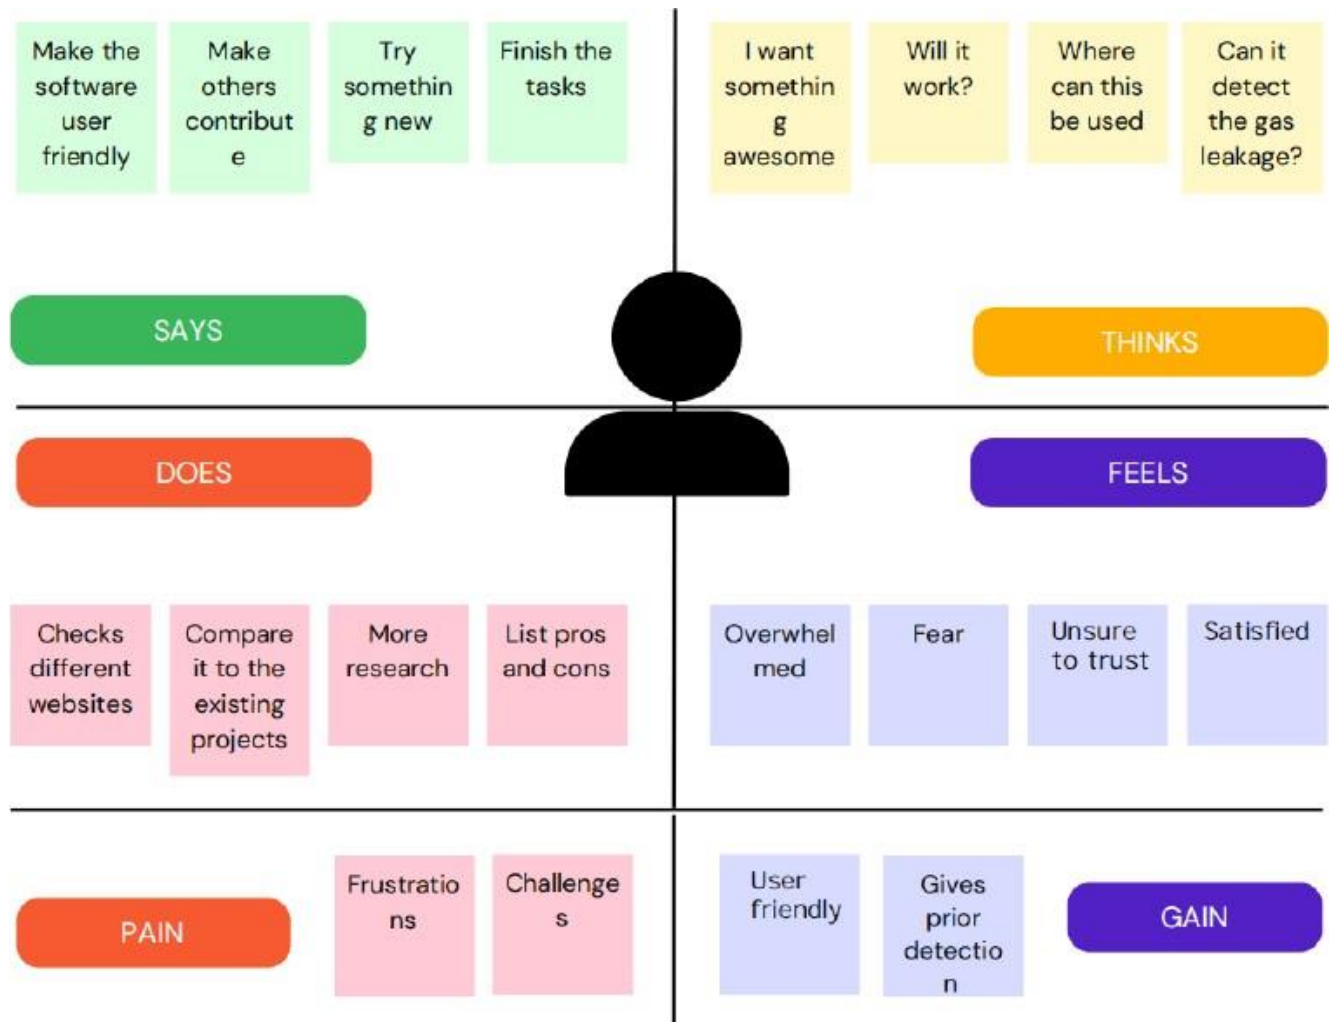 Make the
software
user
friendly
Make
others
contribut
e
Try
somethin
g new
Finish the
tasks
I want
somethin
g
awesome
Will it
work?
Where
can this
be used
Can it
detect
the gas
leakage?
SAYS
THINKS
DOES
FEELS
Checks
different
websites
Compare
it to the
existing
projects
More
research
List pros
and cons
Overwhel
med
Fear
Unsure
to trust
Satisfied
PAIN
Frustratio
ns
Challenge
s
User
friendly
Gives
prior
detectio
n
GAIN